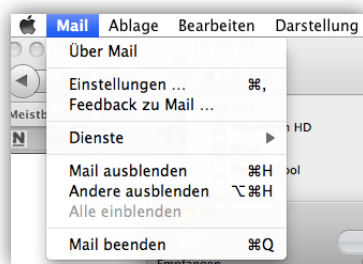 Mail Ablage Bearbeiten Darstellung
Über Mail
Einstellungen ... ⌘,
Feedback zu Mail ...
Dienste ▶
Mail ausblenden ⌘H
Andere ausblenden ⌥⌘H
Alle einblenden
Mail beenden ⌘Q
Meistb
N
HD
ool
Empfangen